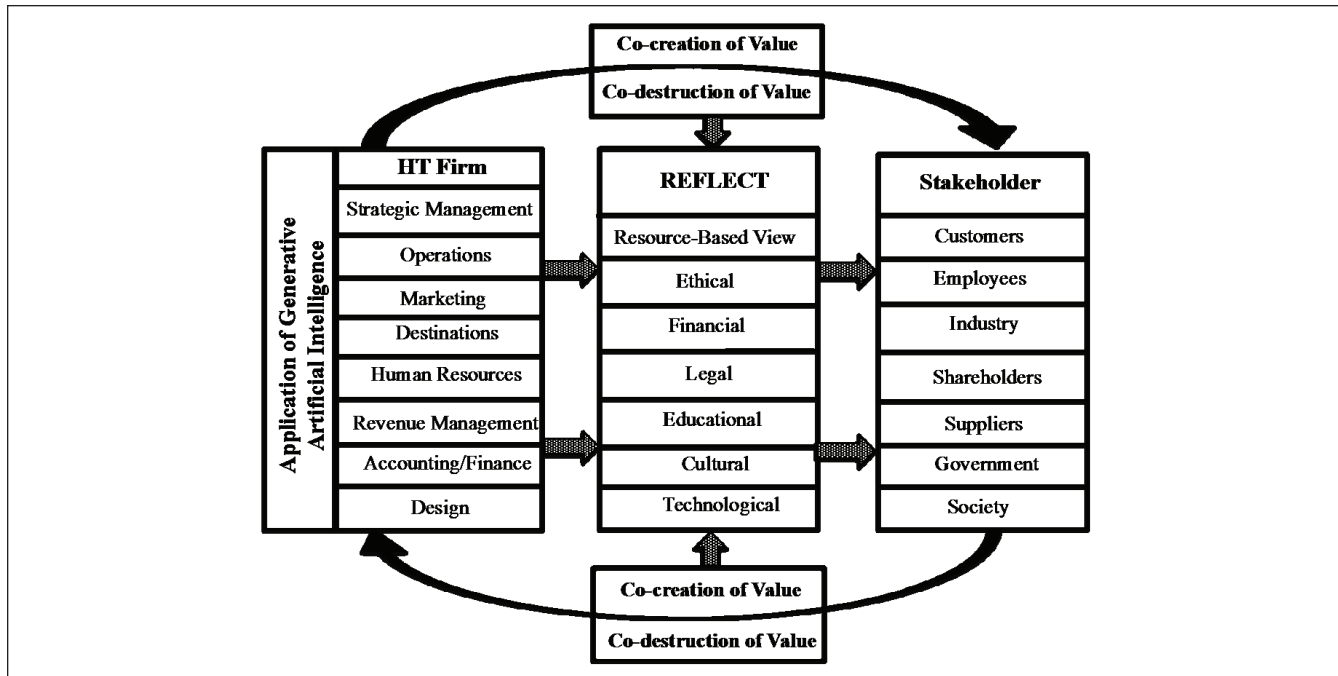 Co-creation of Value
Co-destruction of Value
Application of Generative
Artificial Intelligence
HT Firm
Strategic Management
Operations
Marketing
Destinations
Human Resources
Revenue Management
Accounting/Finance
Design
REFLECT
Resource-Based View
Ethical
Financial
Legal
Educational
Cultural
Technological
Stakeholder
Customers
Employees
Industry
Shareholders
Suppliers
Government
Society
Co-creation of Value
Co-destruction of Value